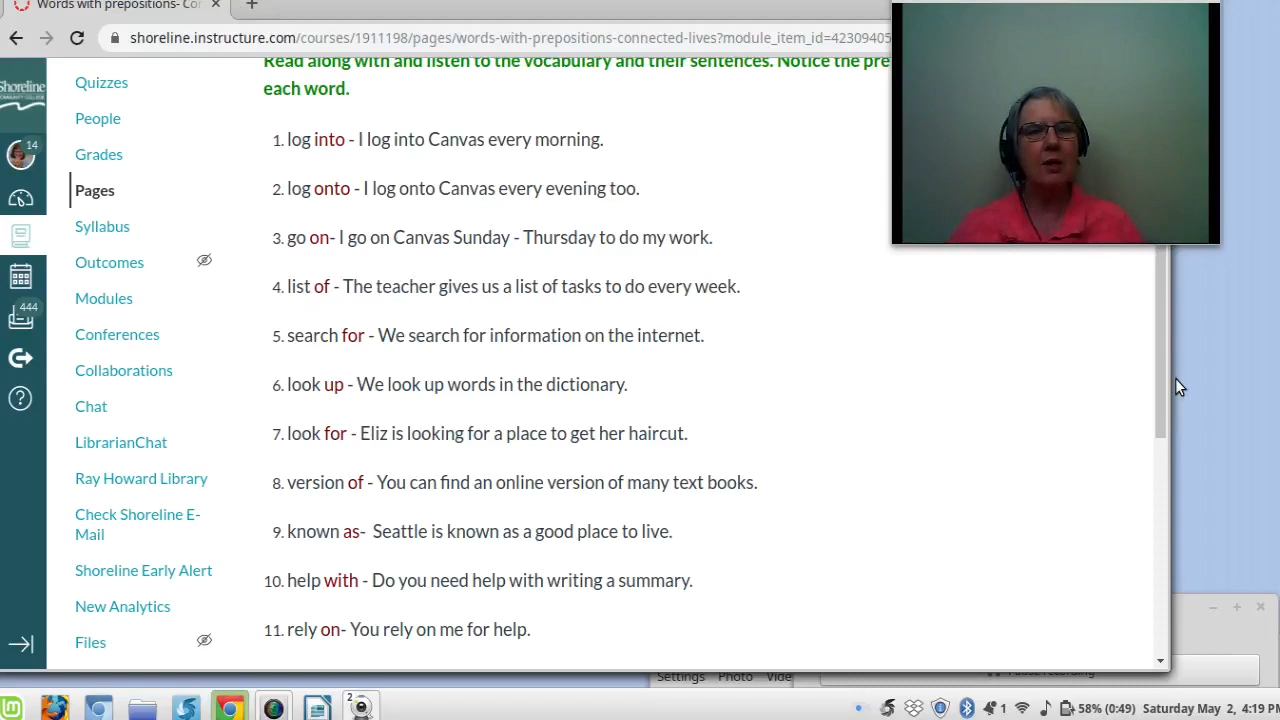 Words with prepositions- Con
shoreline.instructure.com/courses/1911198/pages/words-with-prepositions-connected-lives?module_item_id=42309405
Shoreline
14
444
Quizzes
People
Grades
Pages
Syllabus
Outcomes
Modules
Conferences
Collaborations
Chat
LibrarianChat
Ray Howard Library
Check Shoreline E-
Mail
Shoreline Early Alert
New Analytics
Files
Read along with and listen to the vocabulary and their sentences. Notice the pre
each word.
1. log into - I log into Canvas every morning.
2. log onto - I log onto Canvas every evening too.
3. go on- I go on Canvas Sunday - Thursday to do my work.
4. list of - The teacher gives us a list of tasks to do every week.
5. search for - We search for information on the internet.
6. look up - We look up words in the dictionary.
7. look for - Eliz is looking for a place to get her haircut.
8. version of - You can find an online version of many text books.
9. known as- Seattle is known as a good place to live.
10. help with - Do you need help with writing a summary.
11. rely on- You rely on me for help.
Settings Photo Vide
2
1 58% (0:49) Saturday May 2, 4:19 PM